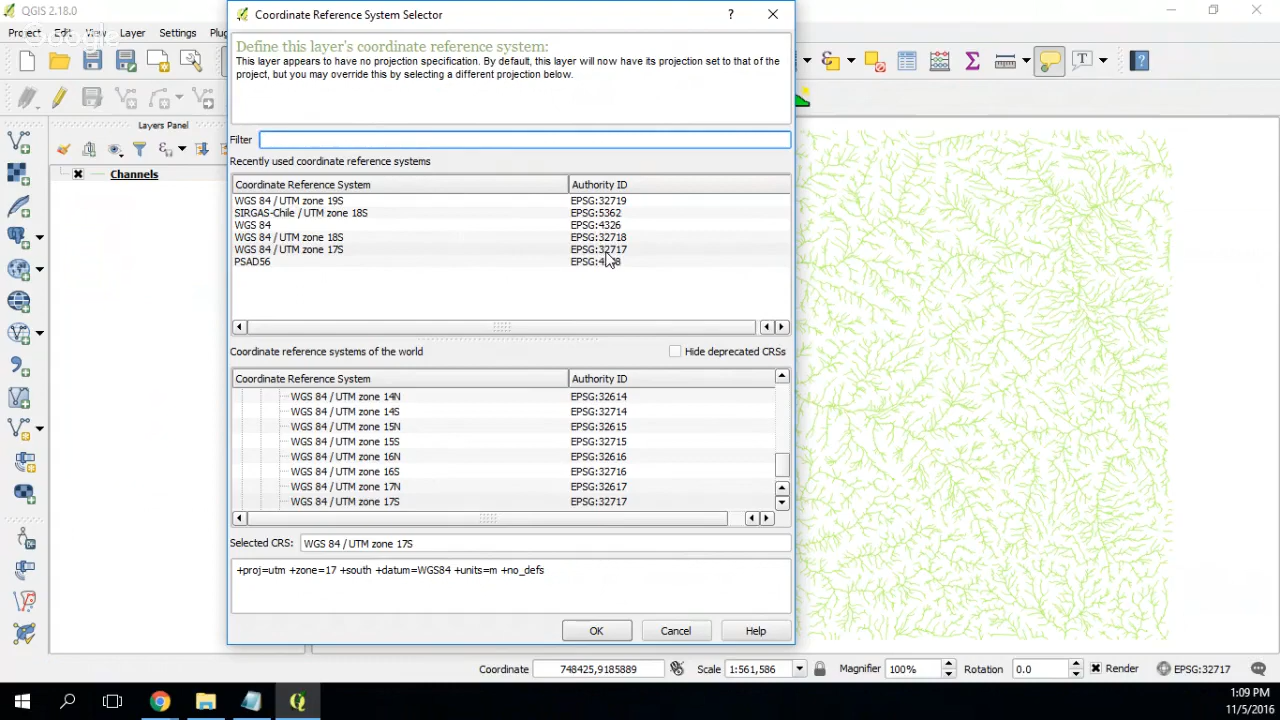 QGIS 2.18.0
Coordinate Reference System Selector
?
Project
Edit
View
Layer
Settings
Plug
Google
Define this layer's coordinate reference system:
This layer appears to have no projection specification. By default, this layer will now have its projection set to that of the
project, but you may override this by selecting a different projection below.
Filter
Layers Panel
Channels
Recently used coordinate reference systems
Coordinate Reference System Authority ID
WGS 84 / UTM zone 19S EPSG:32719
SIRGAS-Chile / UTM zone 18S EPSG:5362
WGS 84 EPSG:4326
WGS 84 / UTM zone 18S EPSG:32718
WGS 84 / UTM zone 17S EPSG:32717
PSAD56
Coordinate reference systems of the world
Hide deprecated CRSs
Coordinate Reference System Authority ID
WGS 84 / UTM zone 14N EPSG:32614
WGS 84 / UTM zone 14S EPSG:32714
WGS 84 / UTM zone 15N EPSG:32615
WGS 84 / UTM zone 15S EPSG:32715
WGS 84 / UTM zone 16N EPSG:32616
WGS 84 / UTM zone 16S EPSG:32716
WGS 84 / UTM zone 17N EPSG:32617
WGS 84 / UTM zone 17S EPSG:32717
Selected CRS: WGS 84 / UTM zone 17S
+proj=utm +zone=17 +south +datum=WGS84 +units=m +no_defs
OK Cancel Help
Coordinate 748425,9185889 Scale 1:561,586 Magnifier 100% Rotation 0.0 Render EPSG:32717
1:09 PM
11/5/2016